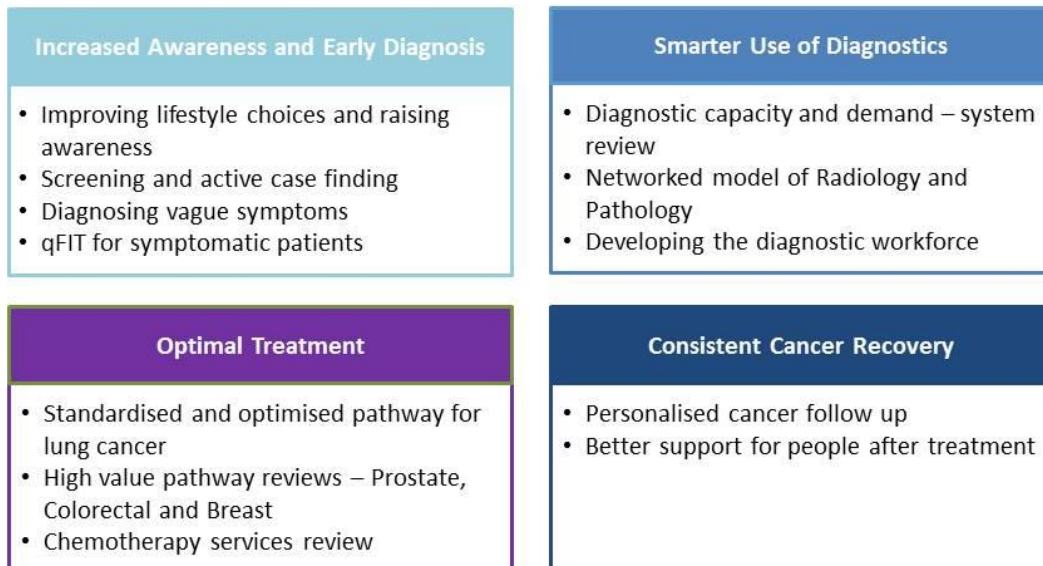 Increased Awareness and Early Diagnosis
• Improving lifestyle choices and raising
awareness
• Screening and active case finding
• Diagnosing vague symptoms
• qFIT for symptomatic patients
Smarter Use of Diagnostics
• Diagnostic capacity and demand – system
review
• Networked model of Radiology and
Pathology
• Developing the diagnostic workforce
Optimal Treatment
• Standardised and optimised pathway for
lung cancer
• High value pathway reviews – Prostate,
Colorectal and Breast
• Chemotherapy services review
Consistent Cancer Recovery
• Personalised cancer follow up
• Better support for people after treatment